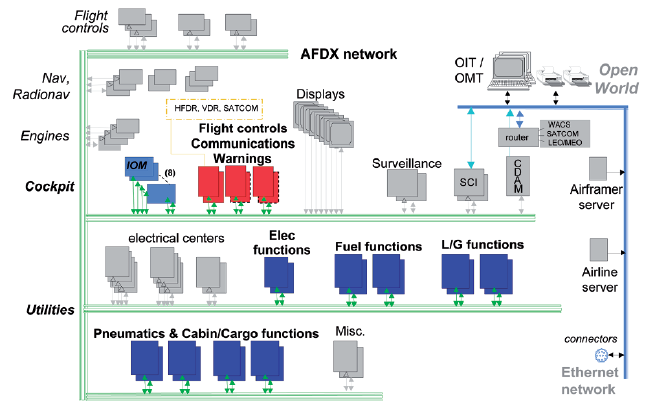 Flight
controls
AFDX network
OIT /
OMT
Open
World
Nav,
Radionav
HFDR, VDR, SATCOM
Displays
WACS
SATCOM
LEO/MEO
router
Engines
Flight controls
Communications
Warnings
IOM
(8)
Surveillance
SCI
CDAM
Cockpit
Airframer
server
electrical centers
Elec
functions
Fuel functions
L/G functions
Airline
server
Utilities
Pneumatics & Cabin/Cargo functions
Misc.
connectors
Ethernet
network